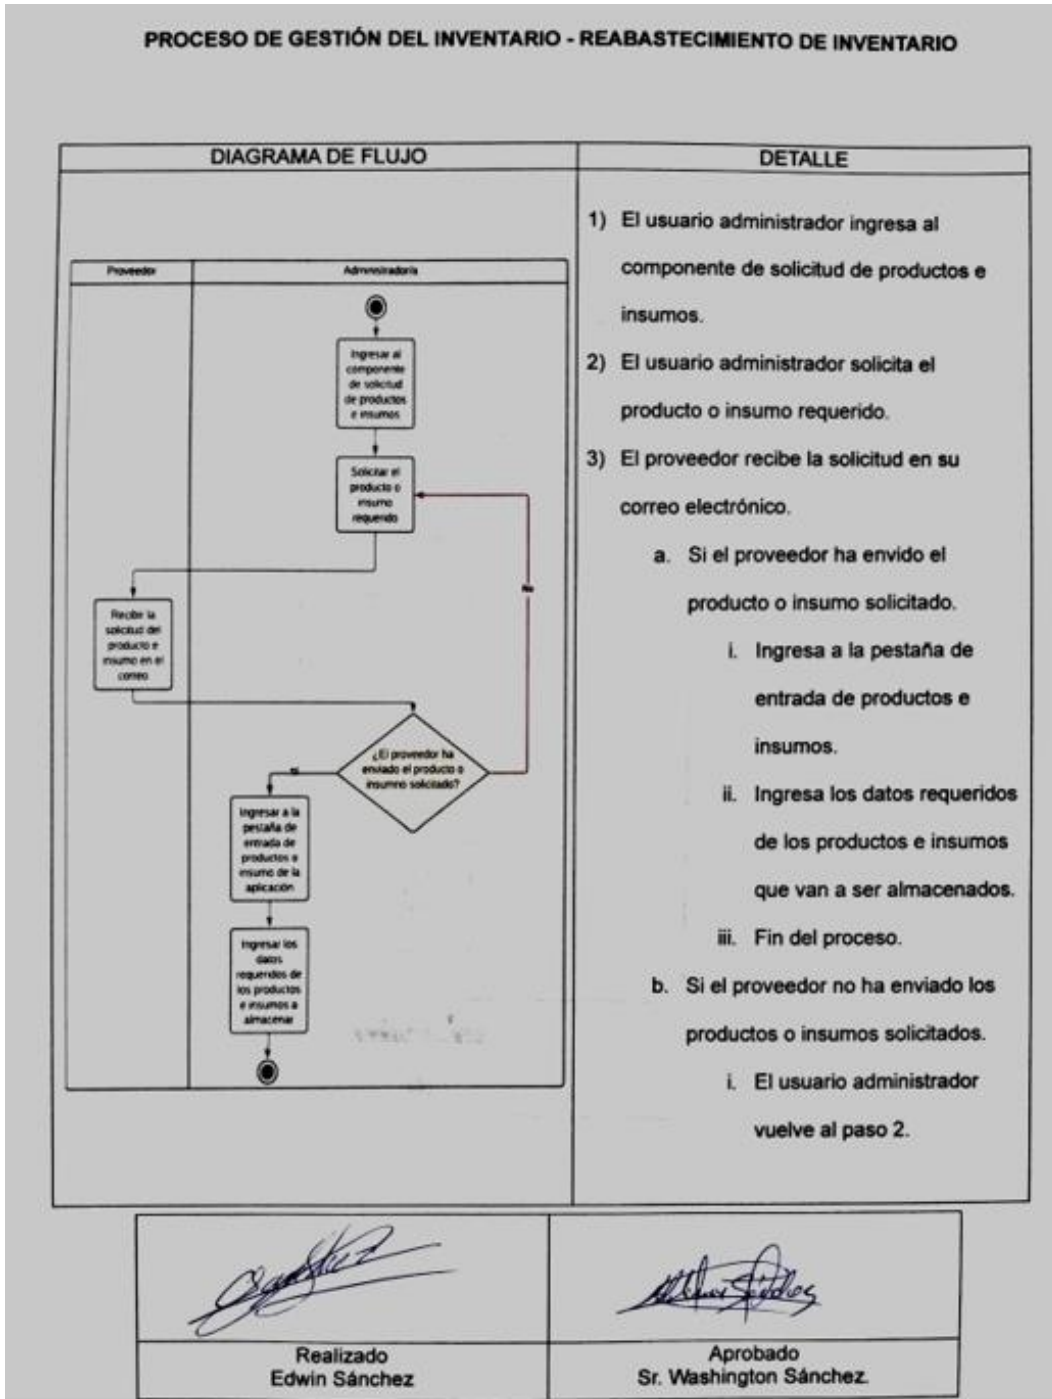 PROCESO DE GESTIÓN DEL INVENTARIO - REABASTECIMIENTO DE INVENTARIO
DIAGRAMA DE FLUJO
Proveedor
Administrador/a
Ingresar al
componente
de solicitud
de productos
e insumos
Solicitar el
producto o
insumo
requerido
No
Recibe la
solicitud del
producto e
insumo en el
correo
¿El proveedor ha
enviado el producto o
insumno solicitado?
Ingresar a la
pestaña de
entrada de
productos e
insumo de la
aplicación
Ingresar los
datos
requeridos de
los productos
e insumos a
almacenar
DETALLE
1) El usuario administrador ingresa al
componente de solicitud de productos e
insumos.
2) El usuario administrador solicita el
producto o insumo requerido.
3) El proveedor recibe la solicitud en su
correo electrónico.
a. Si el proveedor ha envido el
producto o insumo solicitado.
i. Ingresa a la pestaña de
entrada de productos e
insumos.
ii. Ingresa los datos requeridos
de los productos e insumos
que van a ser almacenados.
iii. Fin del proceso.
b. Si el proveedor no ha enviado los
productos o insumos solicitados.
i. El usuario administrador
vuelve al paso 2.
Realizado
Edwin Sánchez
Aprobado
Sr. Washington Sánchez.